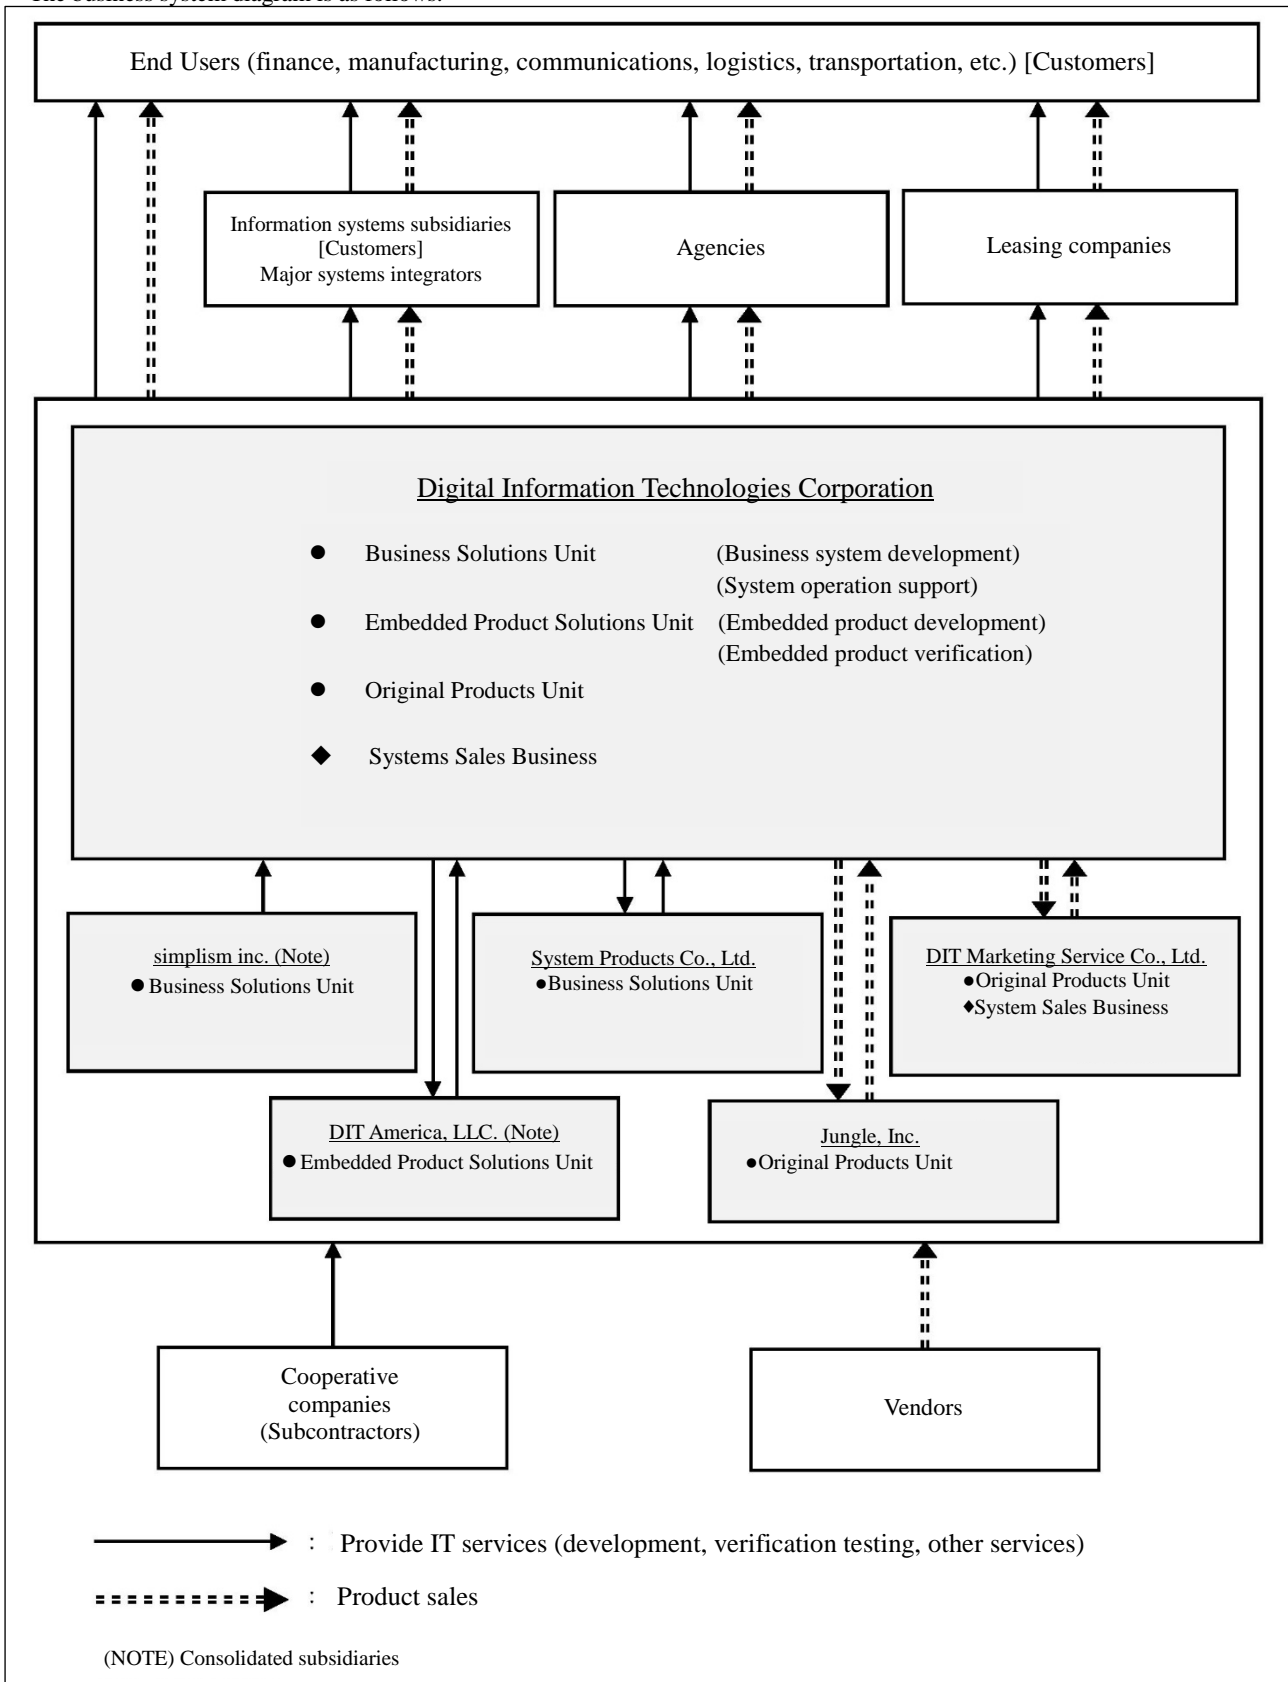 The business system diagram is as follows.
End Users (finance, manufacturing, communications, logistics, transportation, etc.) [Customers]
Information systems subsidiaries
[Customers]
Major systems integrators
Agencies
Leasing companies
Digital Information Technologies Corporation
● Business Solutions Unit (Business system development)
(System operation support)
● Embedded Product Solutions Unit (Embedded product development)
(Embedded product verification)
● Original Products Unit
◆ Systems Sales Business
simplism inc. (Note)
● Business Solutions Unit
System Products Co., Ltd.
●Business Solutions Unit
DIT Marketing Service Co., Ltd.
●Original Products Unit
♦System Sales Business
DIT America, LLC. (Note)
● Embedded Product Solutions Unit
Jungle, Inc.
●Original Products Unit
Cooperative
companies
(Subcontractors)
Vendors
: Provide IT services (development, verification testing, other services)
: Product sales
(NOTE) Consolidated subsidiaries